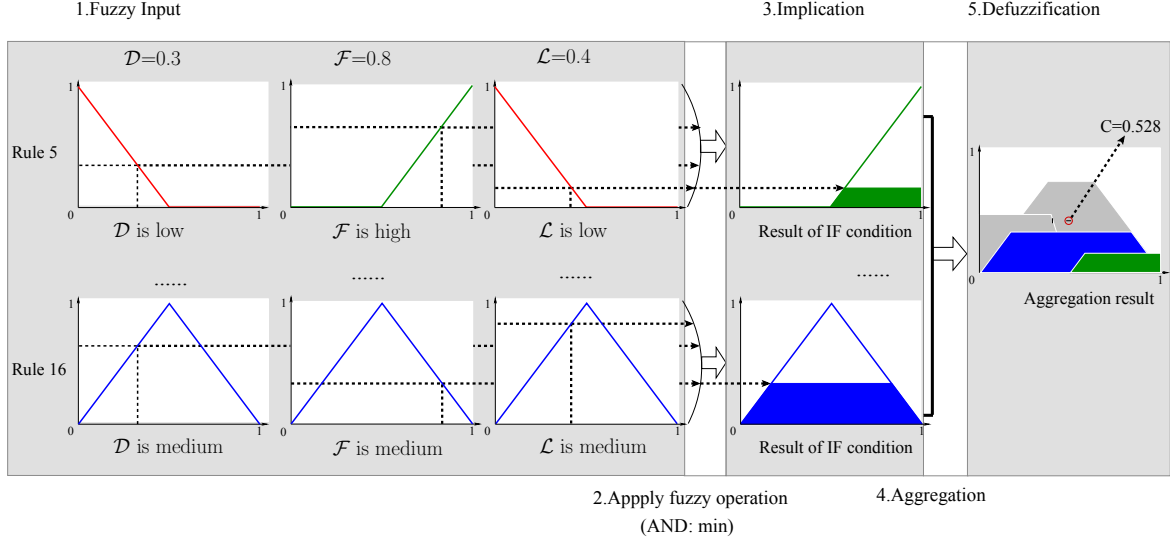 1.Fuzzy Input
3.Implication
5.Defuzzification
𝒟=0.3
ℱ=0.8
ℒ=0.4
1
1
1
1
C=0.528
Rule 5
1
0
1
0
1
0
1
0
1
0
1
𝒟 is low
ℱ is high
ℒ is low
Result of IF condition
Aggregation result
......
......
......
......
1
1
1
1
Rule 16
0
1
0
1
0
1
0
1
𝒟 is medium
ℱ is medium
ℒ is medium
Result of IF condition
2.Appply fuzzy operation
(AND: min)
4.Aggregation